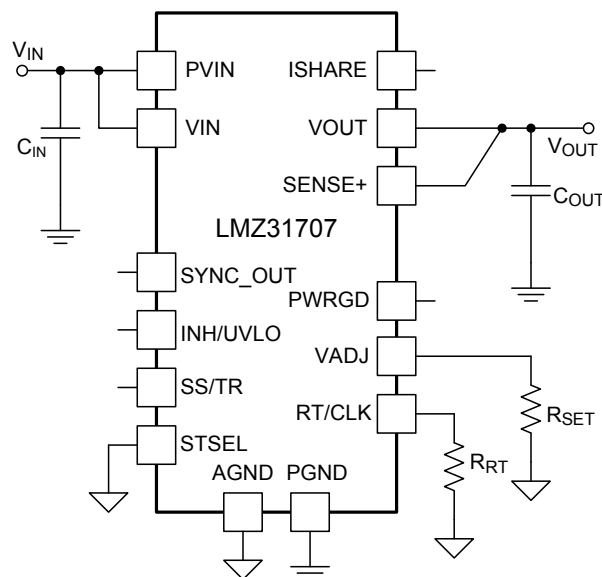 VIN
PVIN
ISHARE
VIN
VOUT
VOUT
CIN
SENSE+
COUT
LMZ31707
SYNC_OUT
PWRGD
INH/UVLO
VADJ
SS/TR
RT/CLK
RSET
STSEL
AGND
PGND
RRT